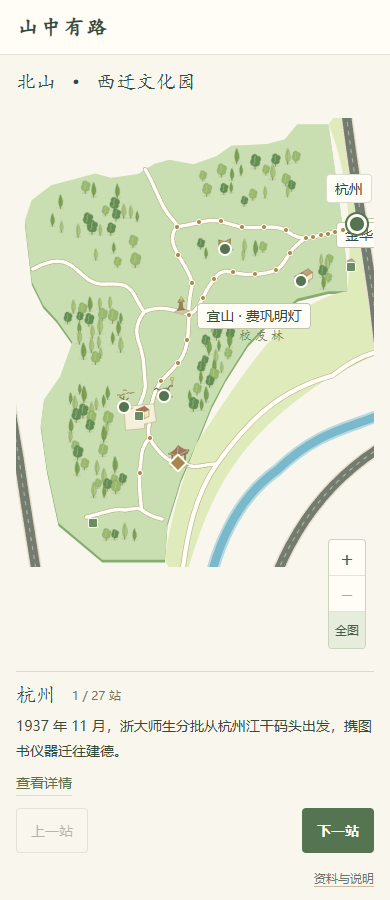 山中有路
北山 • 西迁文化园
杭州
金华
宜山 · 费巩明灯
校友林
+
−
全图
杭州 1 / 27 站
1937 年 11 月，浙大师生分批从杭州江干码头出发，携图
书仪器迁往建德。
查看详情
上一站
下一站
资料与说明